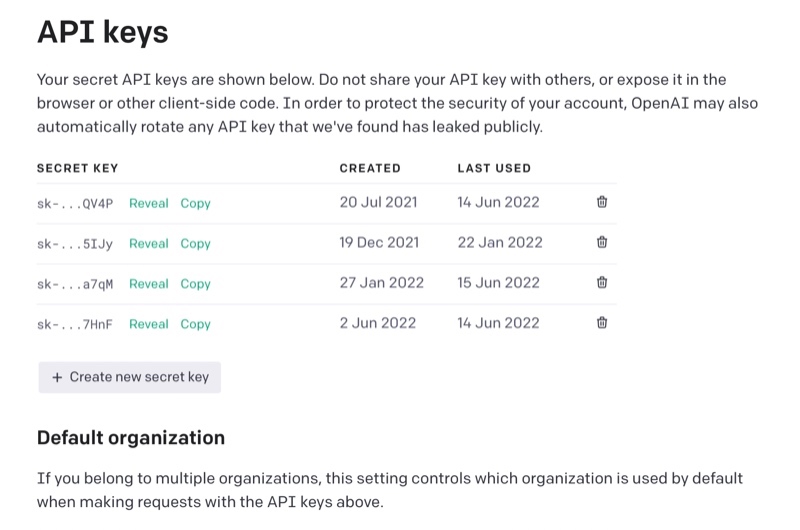 API keys
Your secret API keys are shown below. Do not share your API key with others, or expose it in the
browser or other client-side code. In order to protect the security of your account, OpenAI may also
automatically rotate any API key that we've found has leaked publicly.
SECRET KEY CREATED LAST USED
sk-...QV4P Reveal Copy 20 Jul 2021 14 Jun 2022
sk-...5IJy Reveal Copy 19 Dec 2021 22 Jan 2022
sk-...a7qM Reveal Copy 27 Jan 2022 15 Jun 2022
sk-...7HnF Reveal Copy 2 Jun 2022 14 Jun 2022
+ Create new secret key
Default organization
If you belong to multiple organizations, this setting controls which organization is used by default
when making requests with the API keys above.